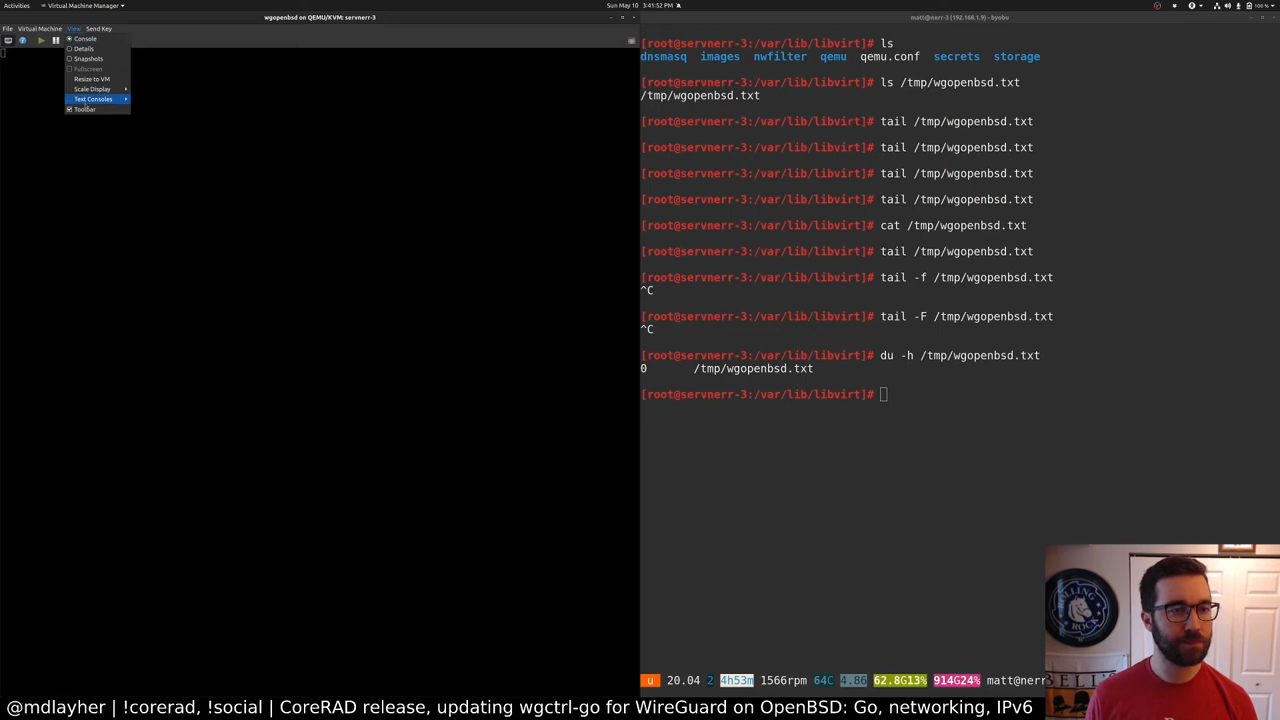 Activities
Virtual Machine Manager
Sun May 10 3:41:52 PM
100 %
wgopenbsd on QEMU/KVM: servnerr-3
matt@nerr-3 (192.168.1.9) - byobu
File Virtual Machine View Send Key
Console
Details
Snapshots
Fullscreen
Resize to VM
Scale Display
Text Consoles
Toolbar
[root@servnerr-3:/var/lib/libvirt]# ls
dnsmasq images nwfilter qemu qemu.conf secrets storage
[root@servnerr-3:/var/lib/libvirt]# ls /tmp/wgopenbsd.txt
/tmp/wgopenbsd.txt
[root@servnerr-3:/var/lib/libvirt]# tail /tmp/wgopenbsd.txt
[root@servnerr-3:/var/lib/libvirt]# tail /tmp/wgopenbsd.txt
[root@servnerr-3:/var/lib/libvirt]# tail /tmp/wgopenbsd.txt
[root@servnerr-3:/var/lib/libvirt]# tail /tmp/wgopenbsd.txt
[root@servnerr-3:/var/lib/libvirt]# cat /tmp/wgopenbsd.txt
[root@servnerr-3:/var/lib/libvirt]# tail /tmp/wgopenbsd.txt
[root@servnerr-3:/var/lib/libvirt]# tail -f /tmp/wgopenbsd.txt
^C
[root@servnerr-3:/var/lib/libvirt]# tail -F /tmp/wgopenbsd.txt
^C
[root@servnerr-3:/var/lib/libvirt]# du -h /tmp/wgopenbsd.txt
0 /tmp/wgopenbsd.txt
[root@servnerr-3:/var/lib/libvirt]#
ROLLING
ROCK
u 20.04 2 4h53m 1566rpm 64C 4.86 62.8G13% 914G24% matt@nerr
BELL'S
@mdlayher | !corerad, !social | CoreRAD release, updating wgctrl-go for WireGuard on OpenBSD: Go, networking, IPv6